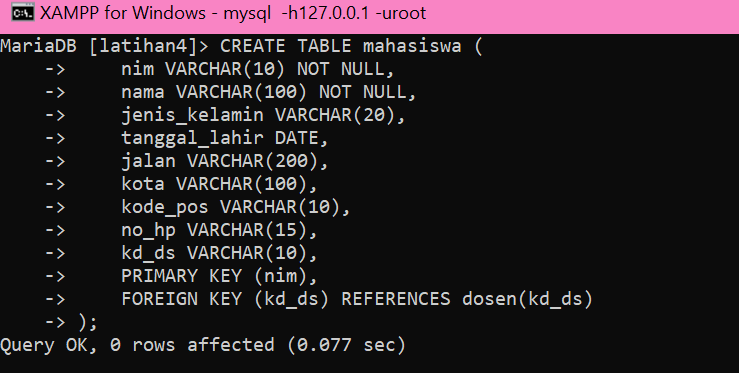 XAMPP for Windows - mysql  -h127.0.0.1 -uroot
MariaDB [latihan4]> CREATE TABLE mahasiswa (
    ->     nim VARCHAR(10) NOT NULL,
    ->     nama VARCHAR(100) NOT NULL,
    ->     jenis_kelamin VARCHAR(20),
    ->     tanggal_lahir DATE,
    ->     jalan VARCHAR(200),
    ->     kota VARCHAR(100),
    ->     kode_pos VARCHAR(10),
    ->     no_hp VARCHAR(15),
    ->     kd_ds VARCHAR(10),
    ->     PRIMARY KEY (nim),
    ->     FOREIGN KEY (kd_ds) REFERENCES dosen(kd_ds)
    -> );
Query OK, 0 rows affected (0.077 sec)